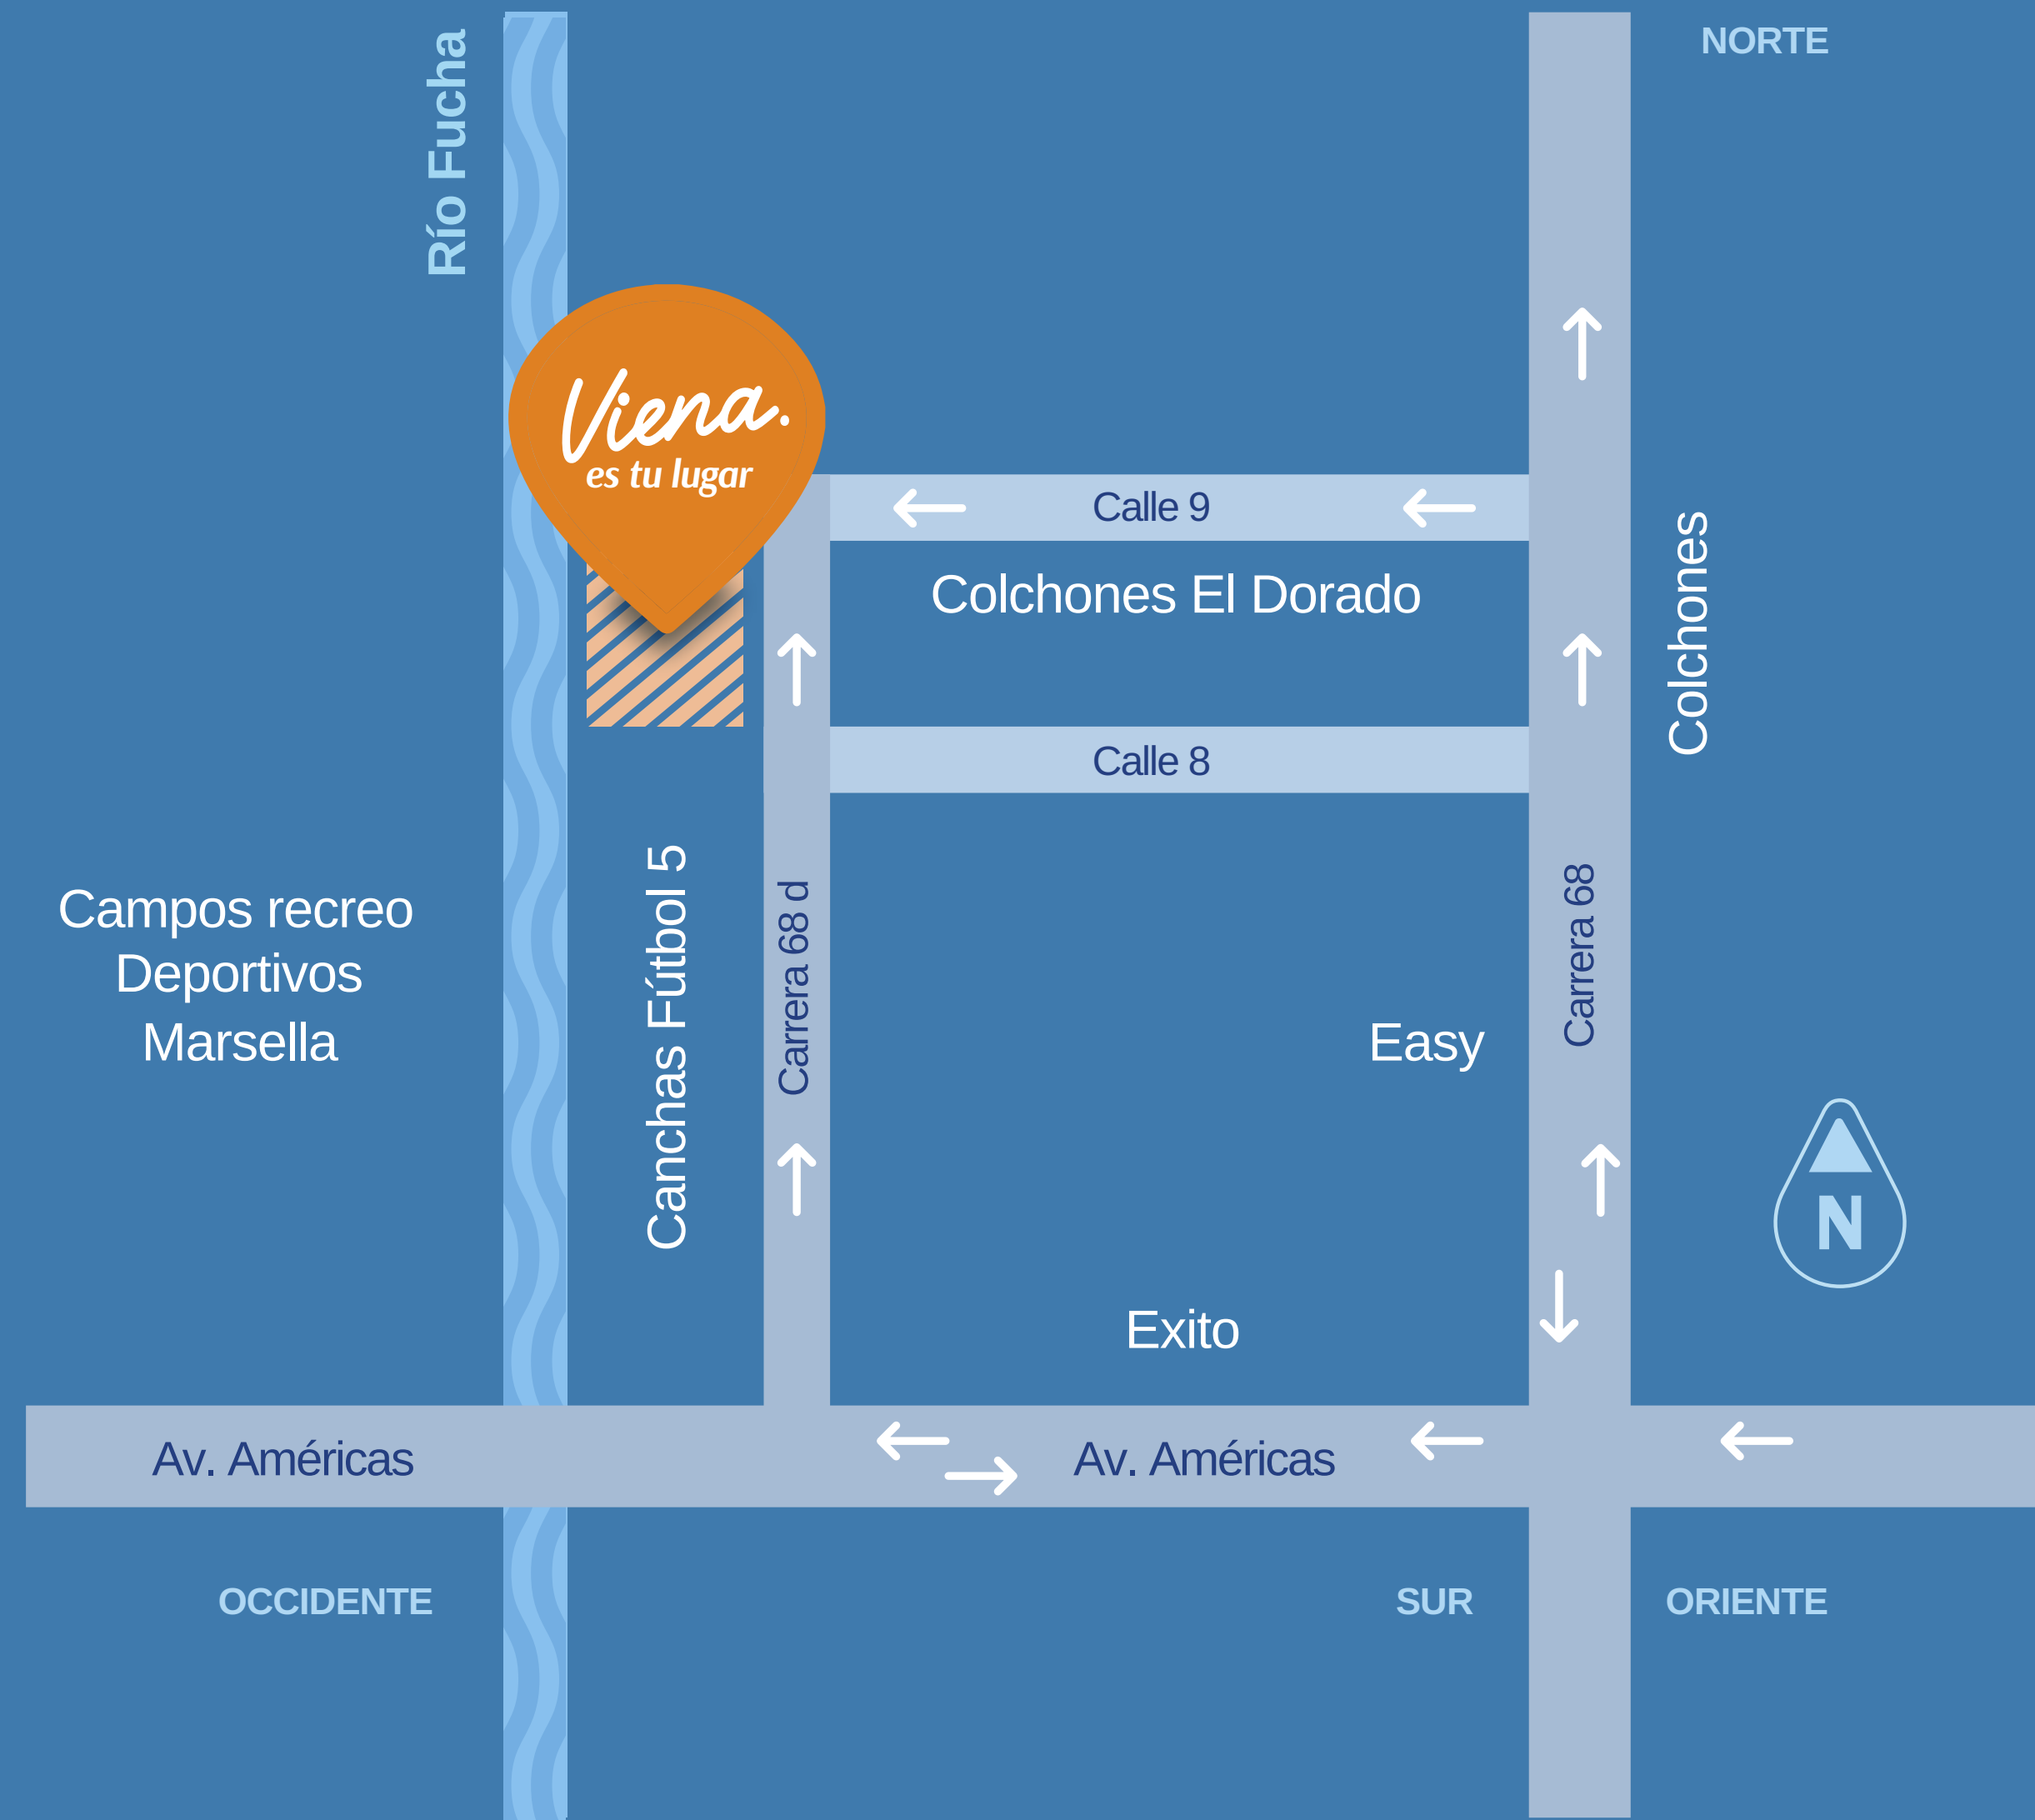 NORTE
Río Fucha
Viena.
es tu lugar
Calle 9
Colchones El Dorado
Colchones
Calle 8
Canchas Fútbol 5
Carrera 68 d
Carrera 68
Campos recreo
Deportivos
Marsella
Easy
N
Exito
Av. Américas
Av. Américas
OCCIDENTE
SUR
ORIENTE